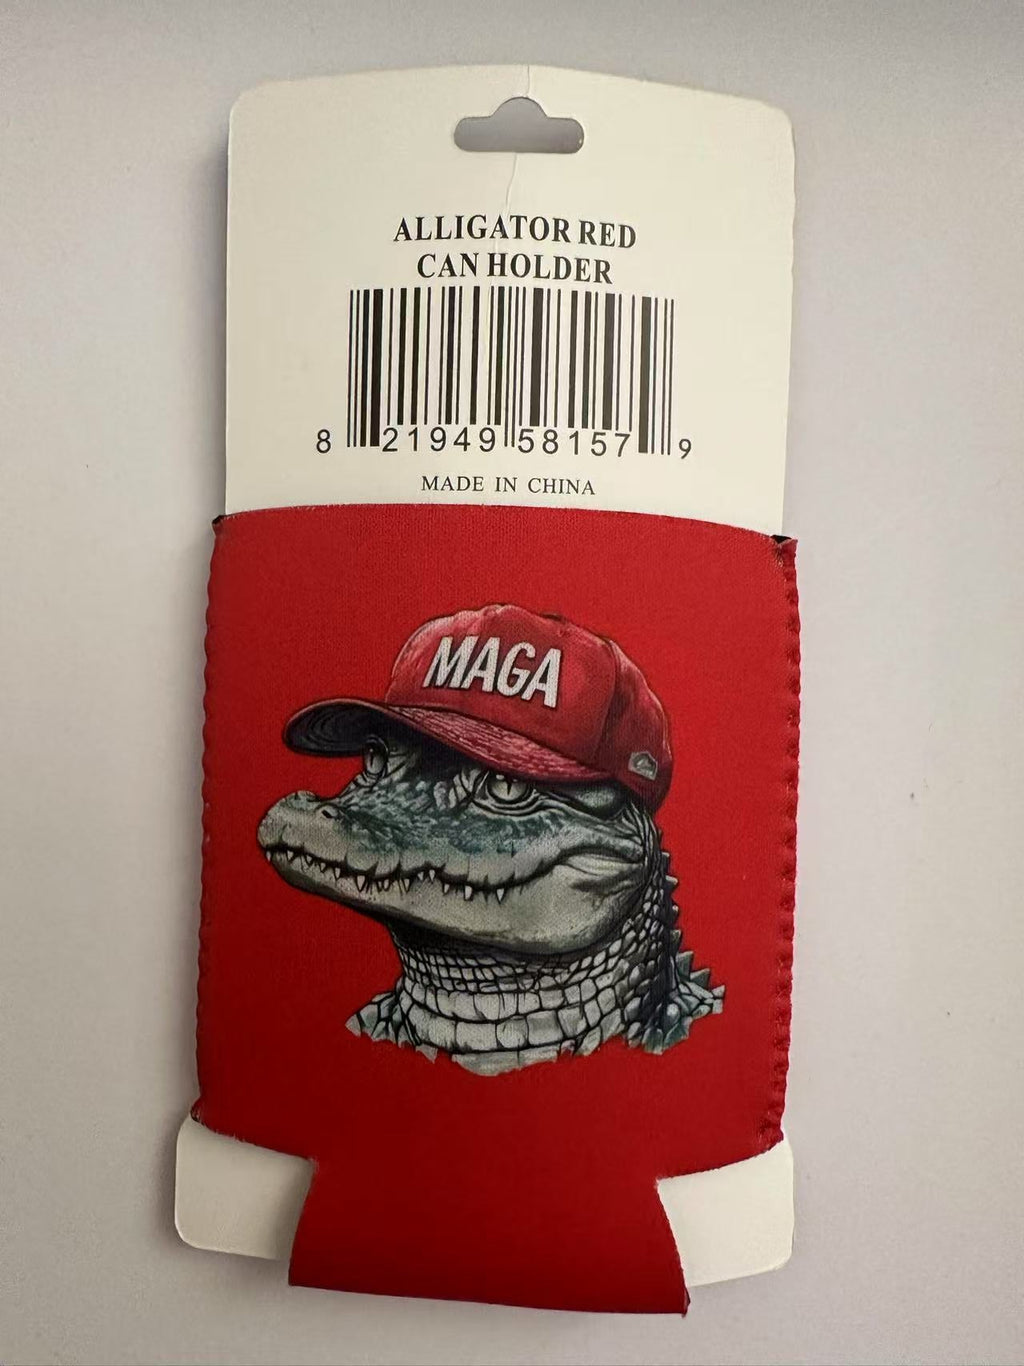 ALLIGATOR RED
CAN HOLDER
8 21949 58157 9
MADE IN CHINA
MAGA